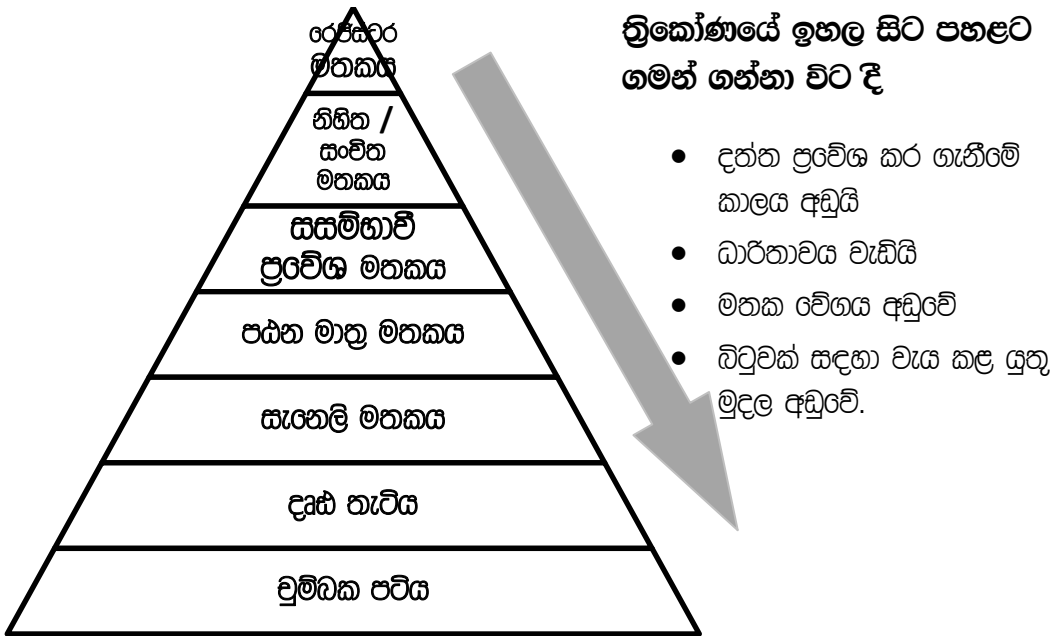 රෙජිස්ටර
මතකය
නිහිත /
සංචිත
මතකය
සසම්භාවී
ප්‍රවේශ මතකය
පඨන මාත්‍ර මතකය
සැනෙලි මතකය
දෘඪ තැටිය
චුම්බක පටිය
ත්‍රිකෝණයේ ඉහල සිට පහළට
ගමන් ගන්නා විට දී
● දත්ත ප්‍රවේශ කර ගැනීමේ
කාලය අඩුයි
● ධාරිතාවය වැඩියි
● මතක වේගය අඩුවේ
● බිටුවක් සඳහා වැය කළ යුතු
මුදල අඩුවේ.